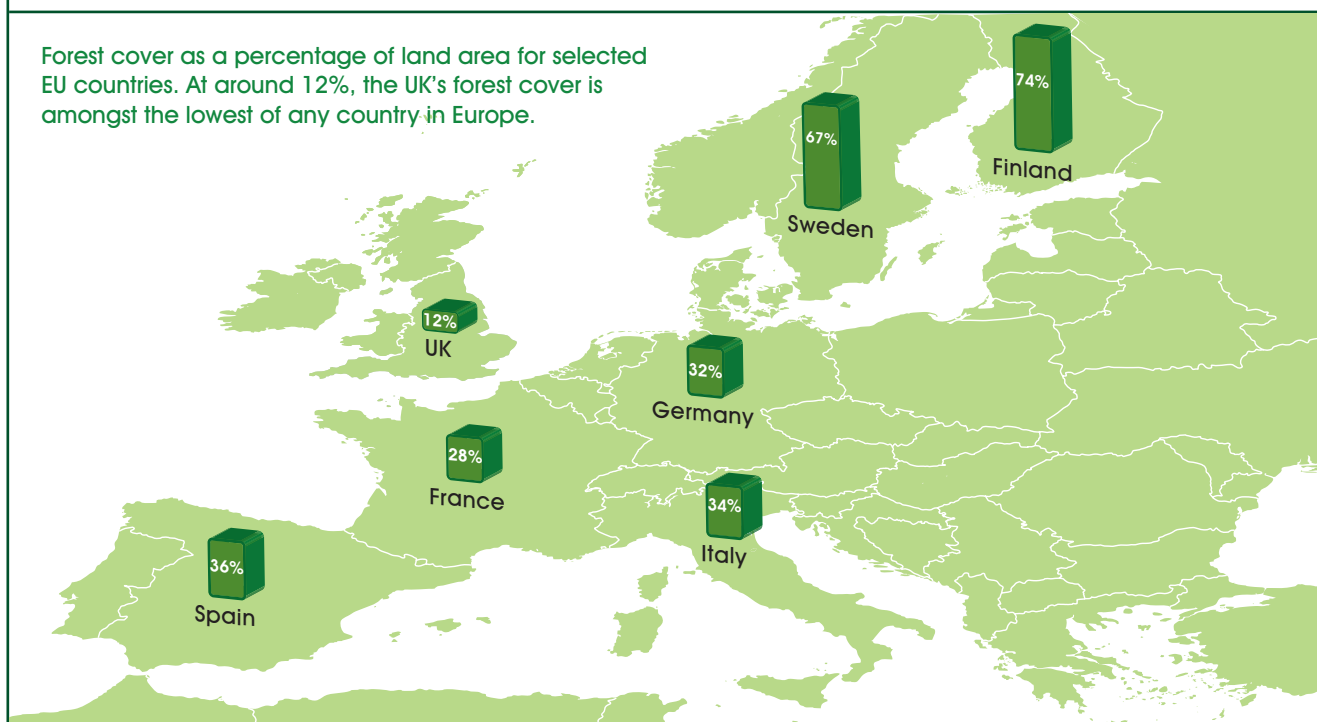 Forest cover as a percentage of land area for selected
EU countries. At around 12%, the UK's forest cover is
amongst the lowest of any country in Europe.
74%
Finland
67%
Sweden
12%
UK
32%
Germany
28%
France
34%
Italy
36%
Spain